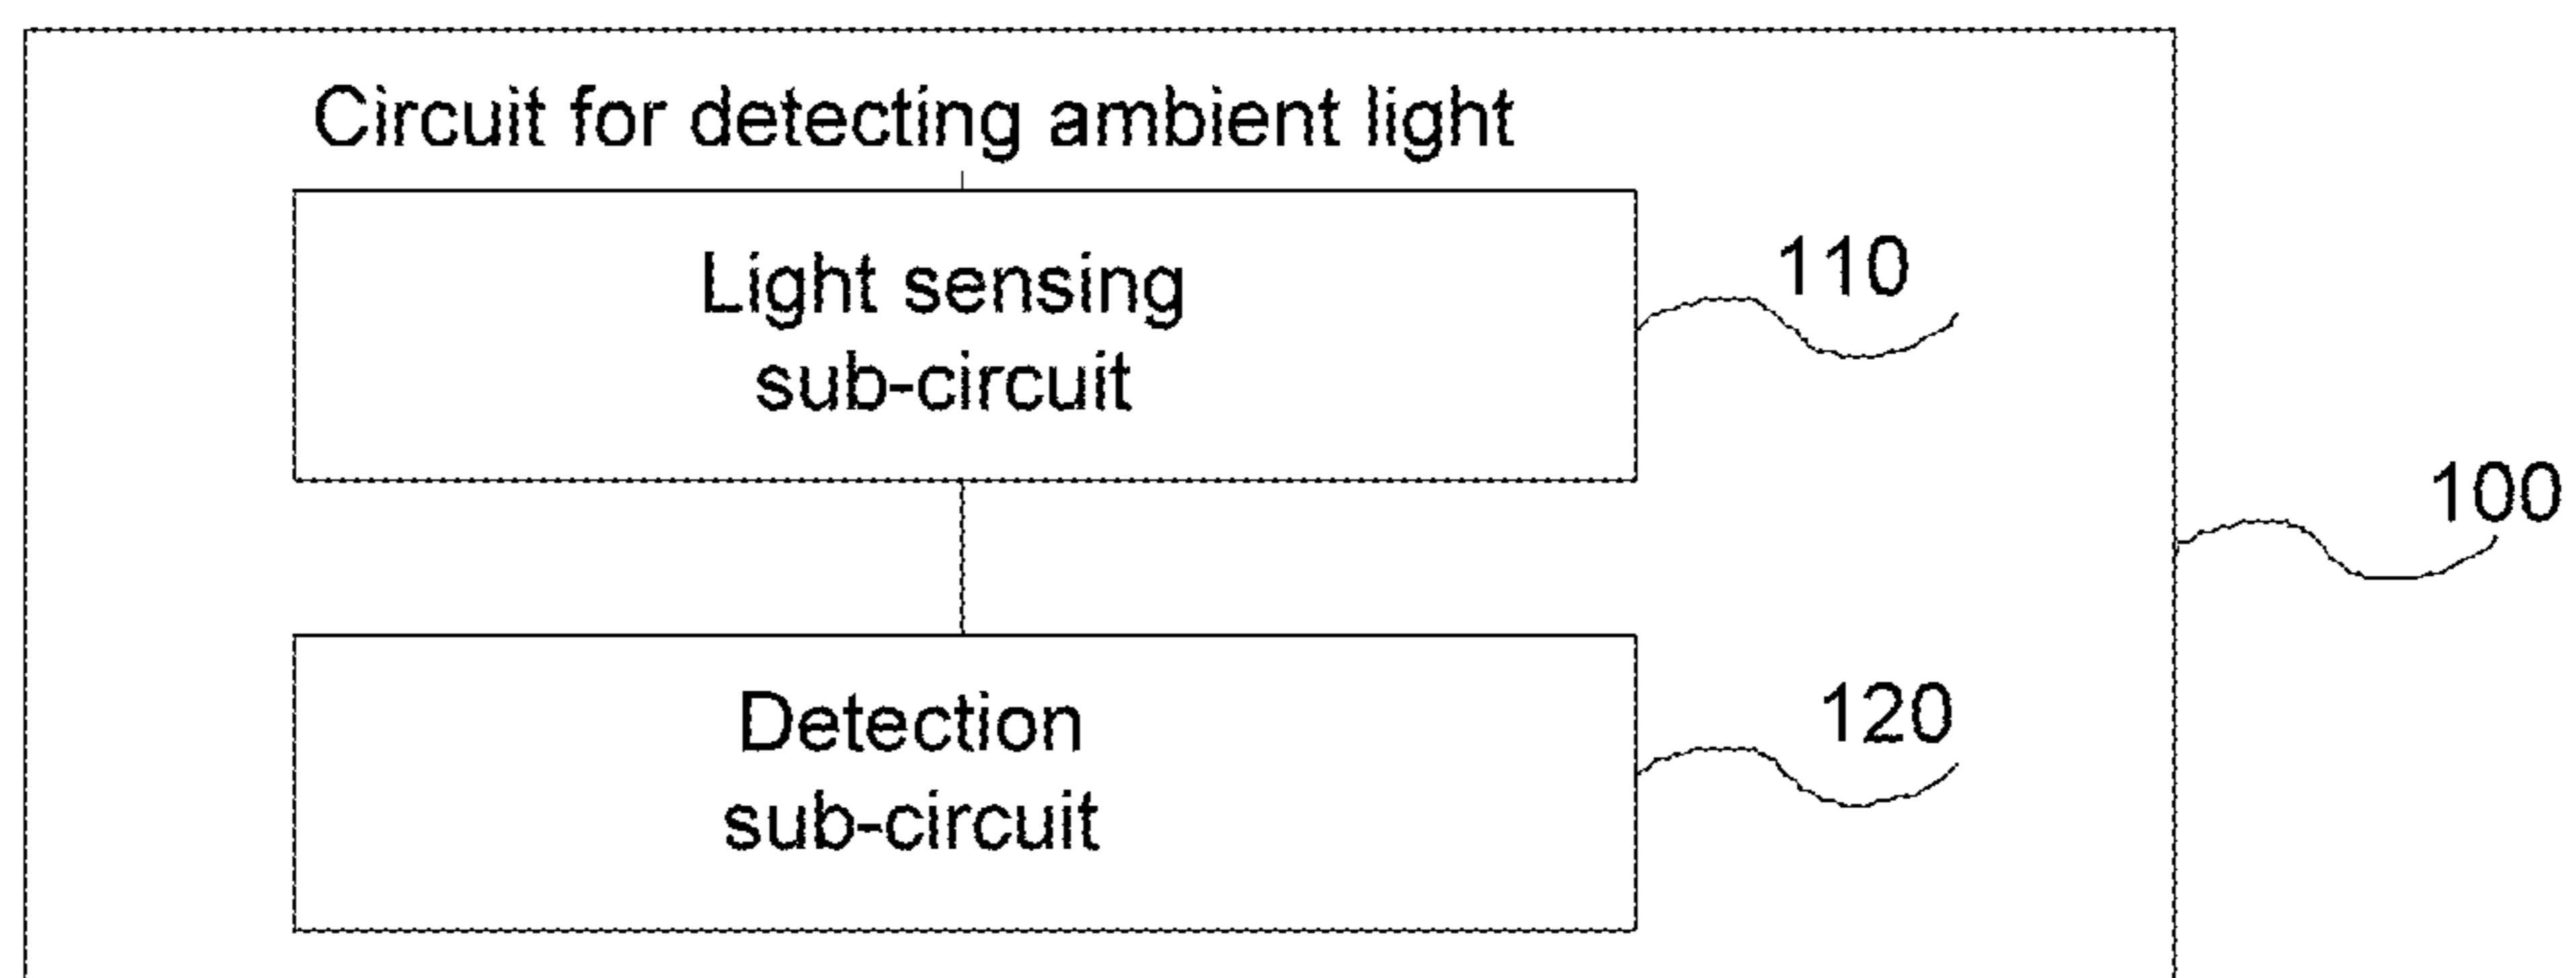 Circuit for detecting ambient light
Light sensing
sub-circuit
110
100
Detection
sub-circuit
120